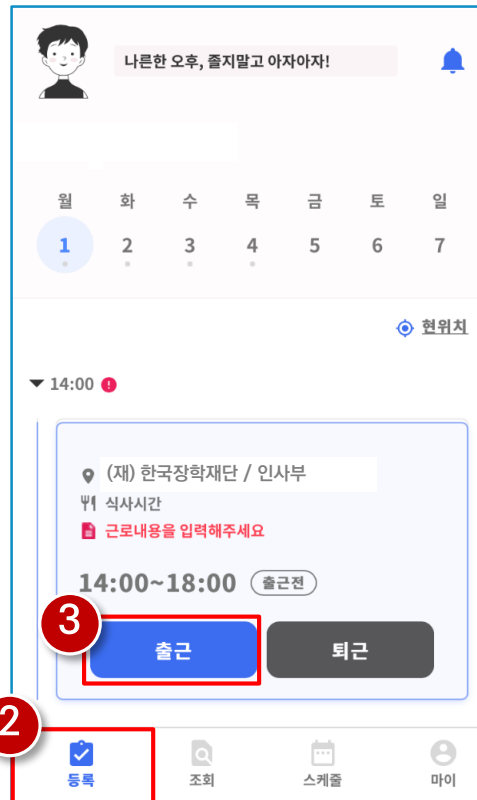 나른한 오후, 졸지말고 아자아자!
월 화 수 목 금 토 일
1 2 3 4 5 6 7
현위치
14:00 !
(재) 한국장학재단 / 인사부
식사시간
근로내용을 입력해주세요
14:00~18:00 출근전
3
출근 퇴근
2
등록 조회 스케줄 마이